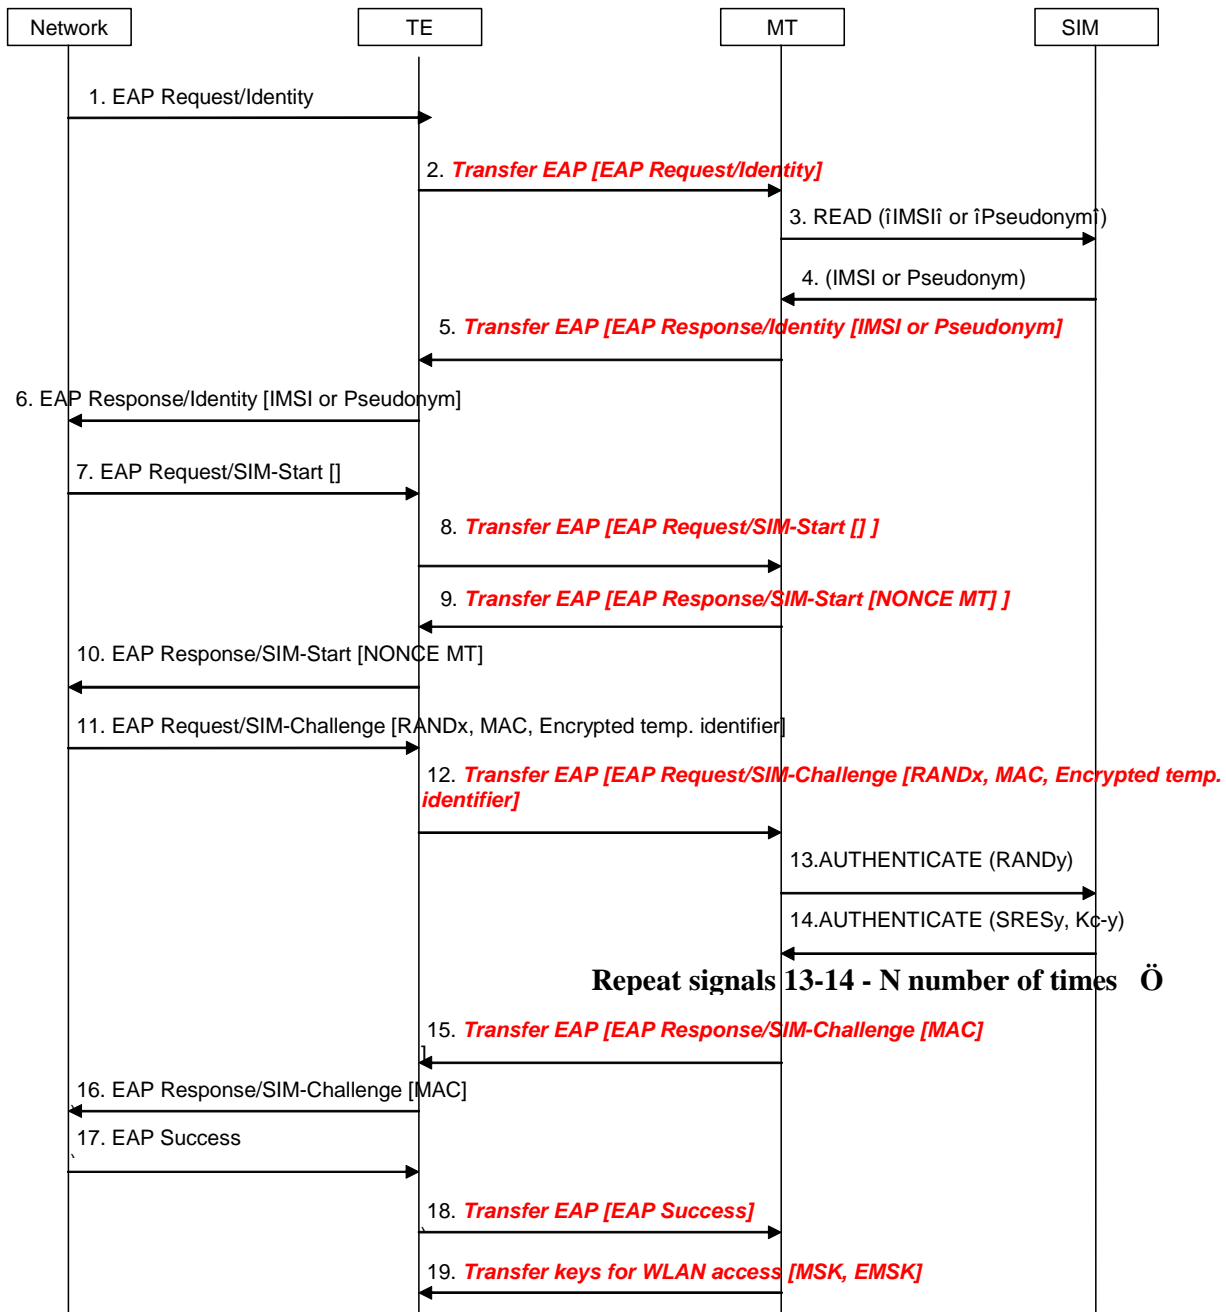 Network TE MT SIM
1. EAP Request/Identity
2. Transfer EAP [EAP Request/Identity]
3. READ (îIMSIî or îPseudonymî)
4. (IMSI or Pseudonym)
5. Transfer EAP [EAP Response/Identity [IMSI or Pseudonym]
6. EAP Response/Identity [IMSI or Pseudonym]
7. EAP Request/SIM-Start []
8. Transfer EAP [EAP Request/SIM-Start [] ]
9. Transfer EAP [EAP Response/SIM-Start [NONCE MT] ]
10. EAP Response/SIM-Start [NONCE MT]
11. EAP Request/SIM-Challenge [RANDx, MAC, Encrypted temp. identifier]
12. Transfer EAP [EAP Request/SIM-Challenge [RANDx, MAC, Encrypted temp.
identifier]
13.AUTHENTICATE (RANDy)
14.AUTHENTICATE (SRESy, Kc-y)
Repeat signals 13-14 - N number of times Ö
15. Transfer EAP [EAP Response/SIM-Challenge [MAC]
]
16. EAP Response/SIM-Challenge [MAC]
`
17. EAP Success
`
18. Transfer EAP [EAP Success]
`
19. Transfer keys for WLAN access [MSK, EMSK]